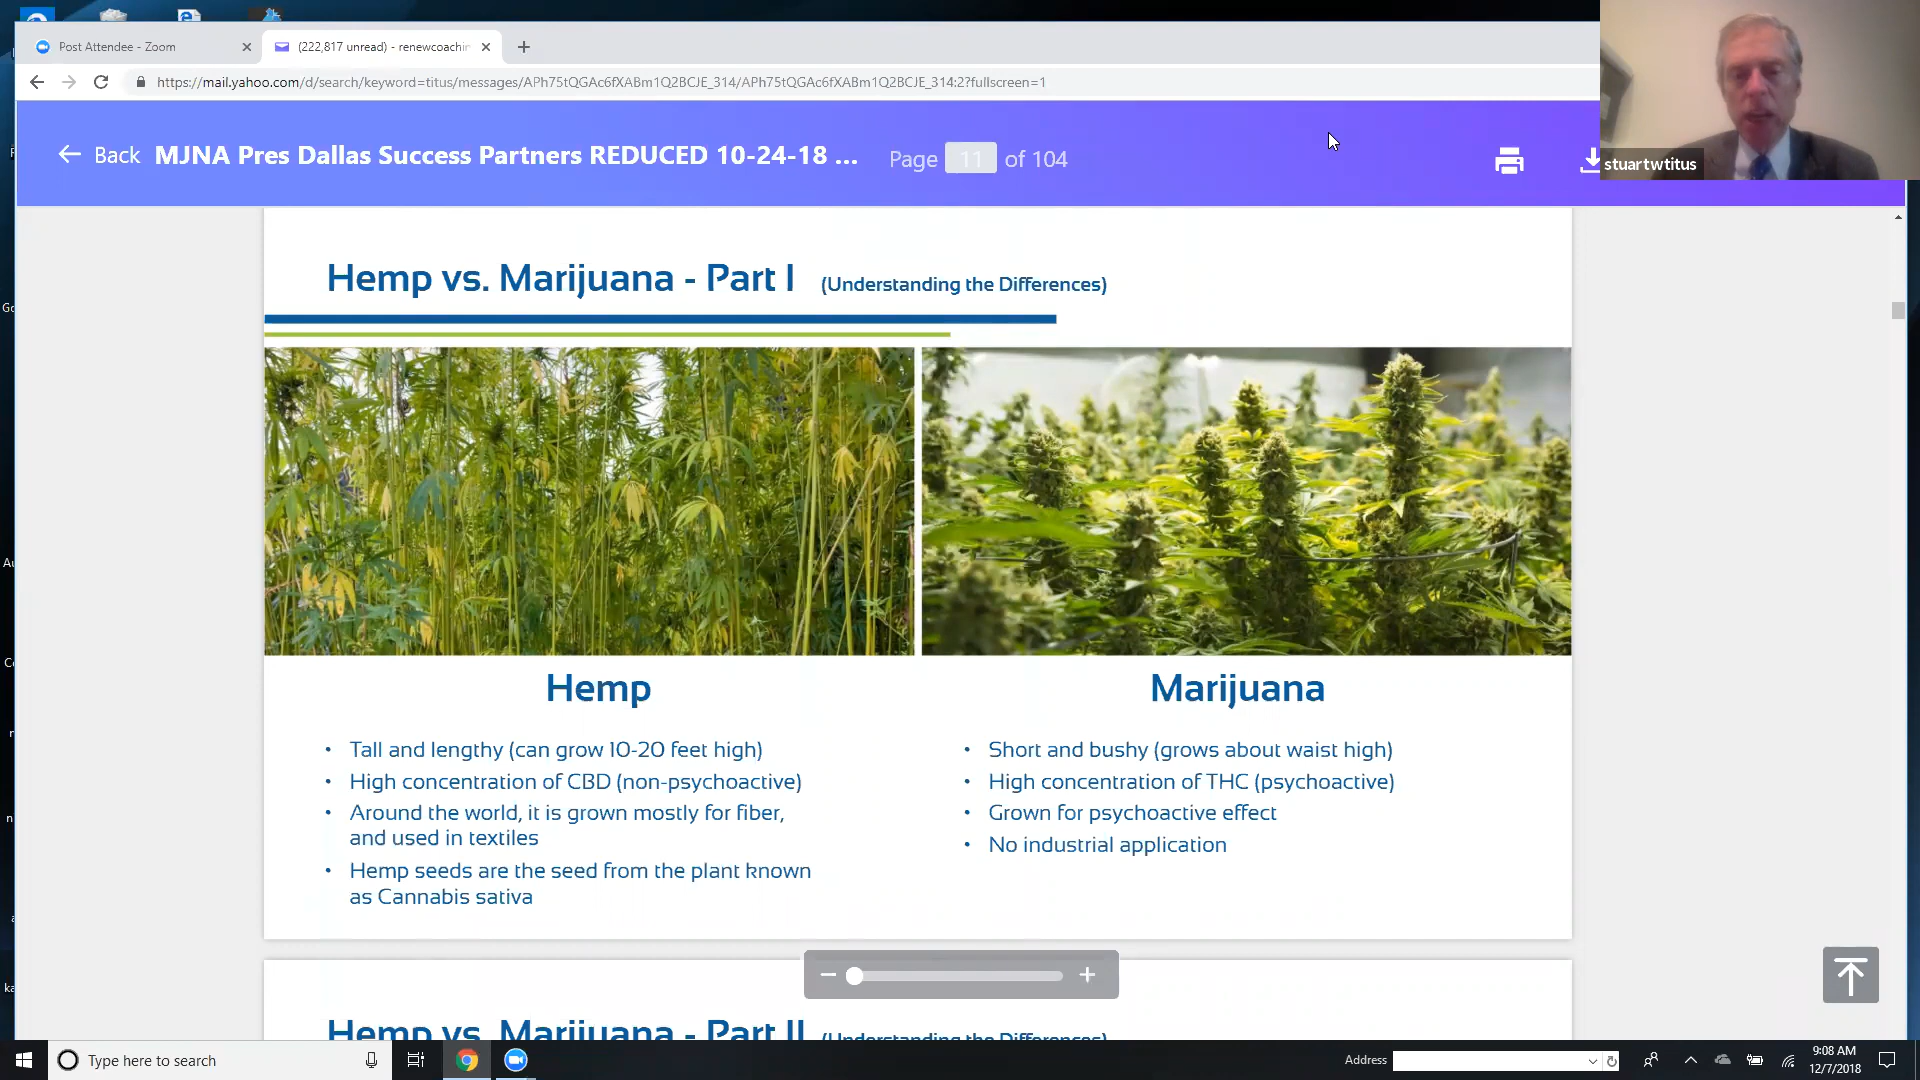 Post Attendee - Zoom
(222,817 unread) - renewcoachin
https://mail.yahoo.com/d/search/keyword=titus/messages/APh75tQGAc6fXABm1Q2BCJE_314/APh75tQGAc6fXABm1Q2BCJE_314:2?fullscreen=1
Back MJNA Pres Dallas Success Partners REDUCED 10-24-18 ... Page 11 of 104
stuartwtitus
Hemp vs. Marijuana - Part I (Understanding the Differences)
Hemp
• Tall and lengthy (can grow 10-20 feet high)
• High concentration of CBD (non-psychoactive)
• Around the world, it is grown mostly for fiber,
and used in textiles
• Hemp seeds are the seed from the plant known
as Cannabis sativa
Marijuana
• Short and bushy (grows about waist high)
• High concentration of THC (psychoactive)
• Grown for psychoactive effect
• No industrial application
Hemp vs. Marijuana - Part II (Understanding the Differences)
Type here to search
Address
9:08 AM
12/7/2018